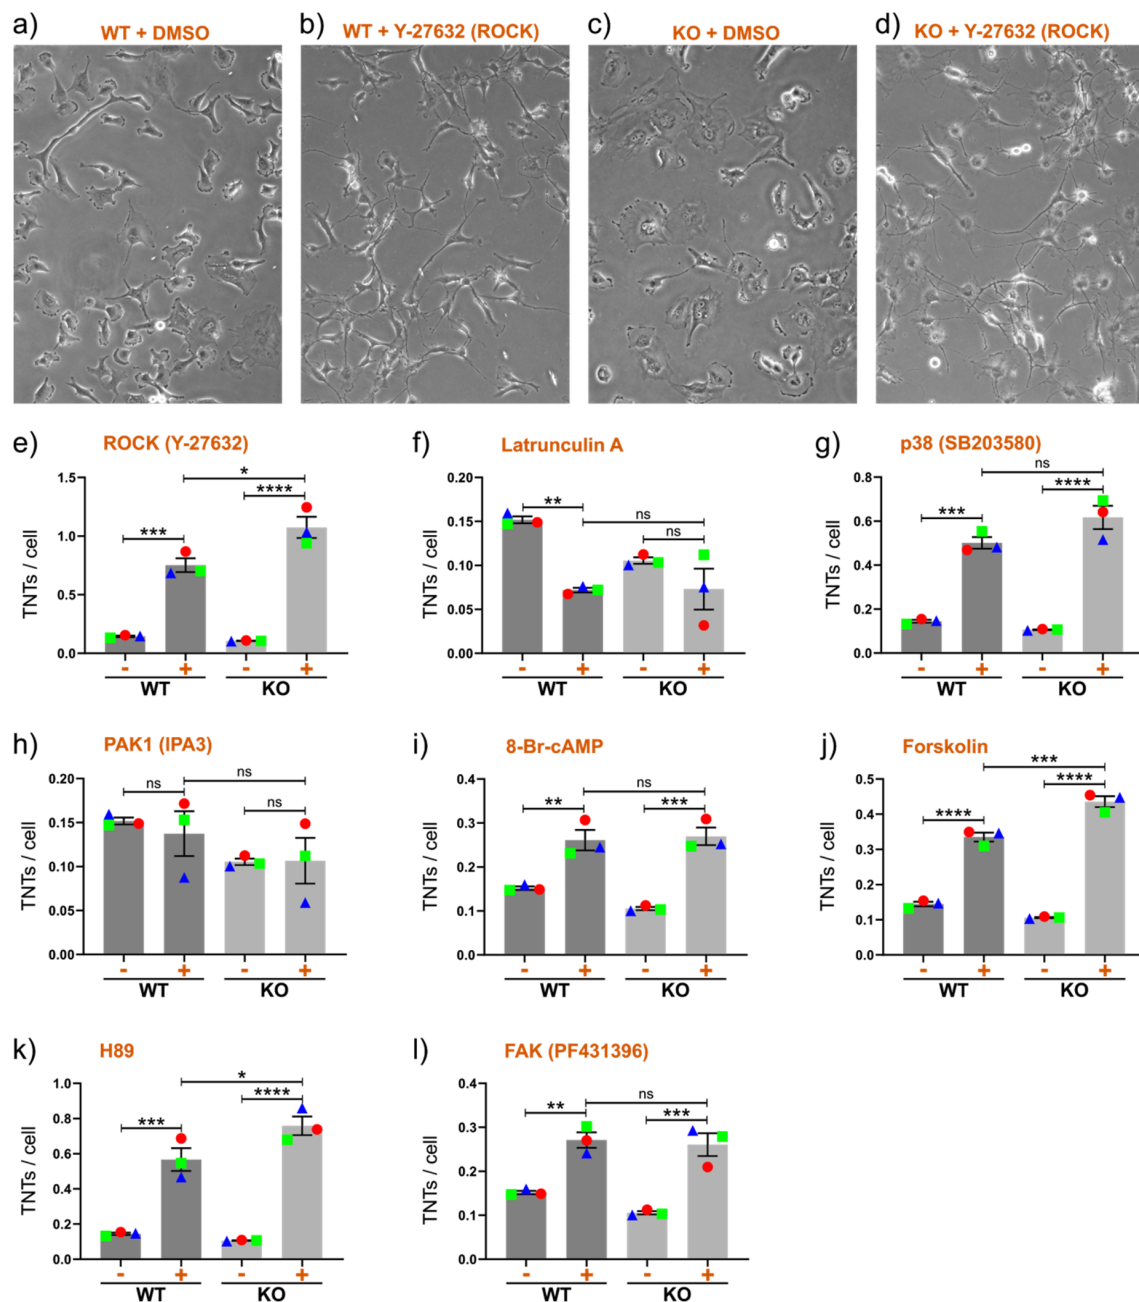 a) WT + DMSO
b) WT + Y-27632 (ROCK)
c) KO + DMSO
d) KO + Y-27632 (ROCK)
e) ROCK (Y-27632)
TNTs / cell
1.5
1.0
0.5
0.0
***
*
****
- + - +
WT KO
f) Latrunculin A
TNTs / cell
0.20
0.15
0.10
0.05
0.00
**
ns
ns
- + - +
WT KO
g) p38 (SB203580)
TNTs / cell
0.8
0.6
0.4
0.2
0.0
***
ns
****
- + - +
WT KO
h) PAK1 (IPA3)
TNTs / cell
0.20
0.15
0.10
0.05
0.00
ns
ns
ns
- + - +
WT KO
i) 8-Br-cAMP
TNTs / cell
0.4
0.3
0.2
0.1
0.0
**
ns
***
- + - +
WT KO
j) Forskolin
TNTs / cell
0.5
0.4
0.3
0.2
0.1
0.0
****
***
****
- + - +
WT KO
k) H89
TNTs / cell
1.0
0.8
0.6
0.4
0.2
0.0
***
*
****
- + - +
WT KO
l) FAK (PF431396)
TNTs / cell
0.4
0.3
0.2
0.1
0.0
**
ns
***
- + - +
WT KO